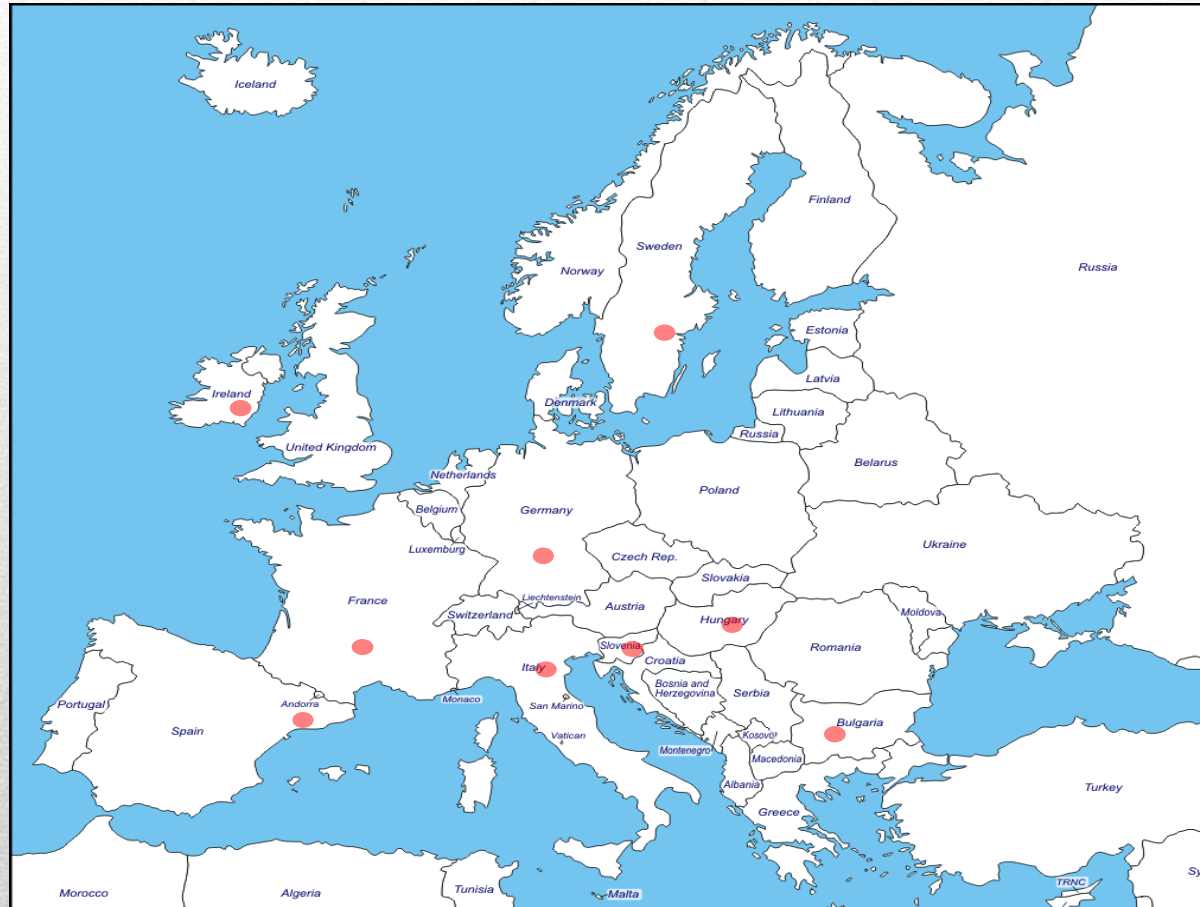 Iceland
Finland
Sweden
Norway
Russia
Estonia
Latvia
Ireland
Denmark
Lithuania
Russia
United Kingdom
Belarus
Netherlands
Poland
Belgium
Germany
Ukraine
Luxemburg
Czech Rep.
Slovakia
Liechtenstein
France
Austria
Moldova
Switzerland
Hungary
Slovenia
Romania
Croatia
Italy
Bosnia and
Herzegovina
Serbia
Monaco
Andorra
Portugal
San Marino
Bulgaria
Spain
Vatican
Kosovo
Montenegro
Macedonia
Albania
Turkey
Greece
Sy
TRNC
Tunisia
Morocco
Algeria
Malta